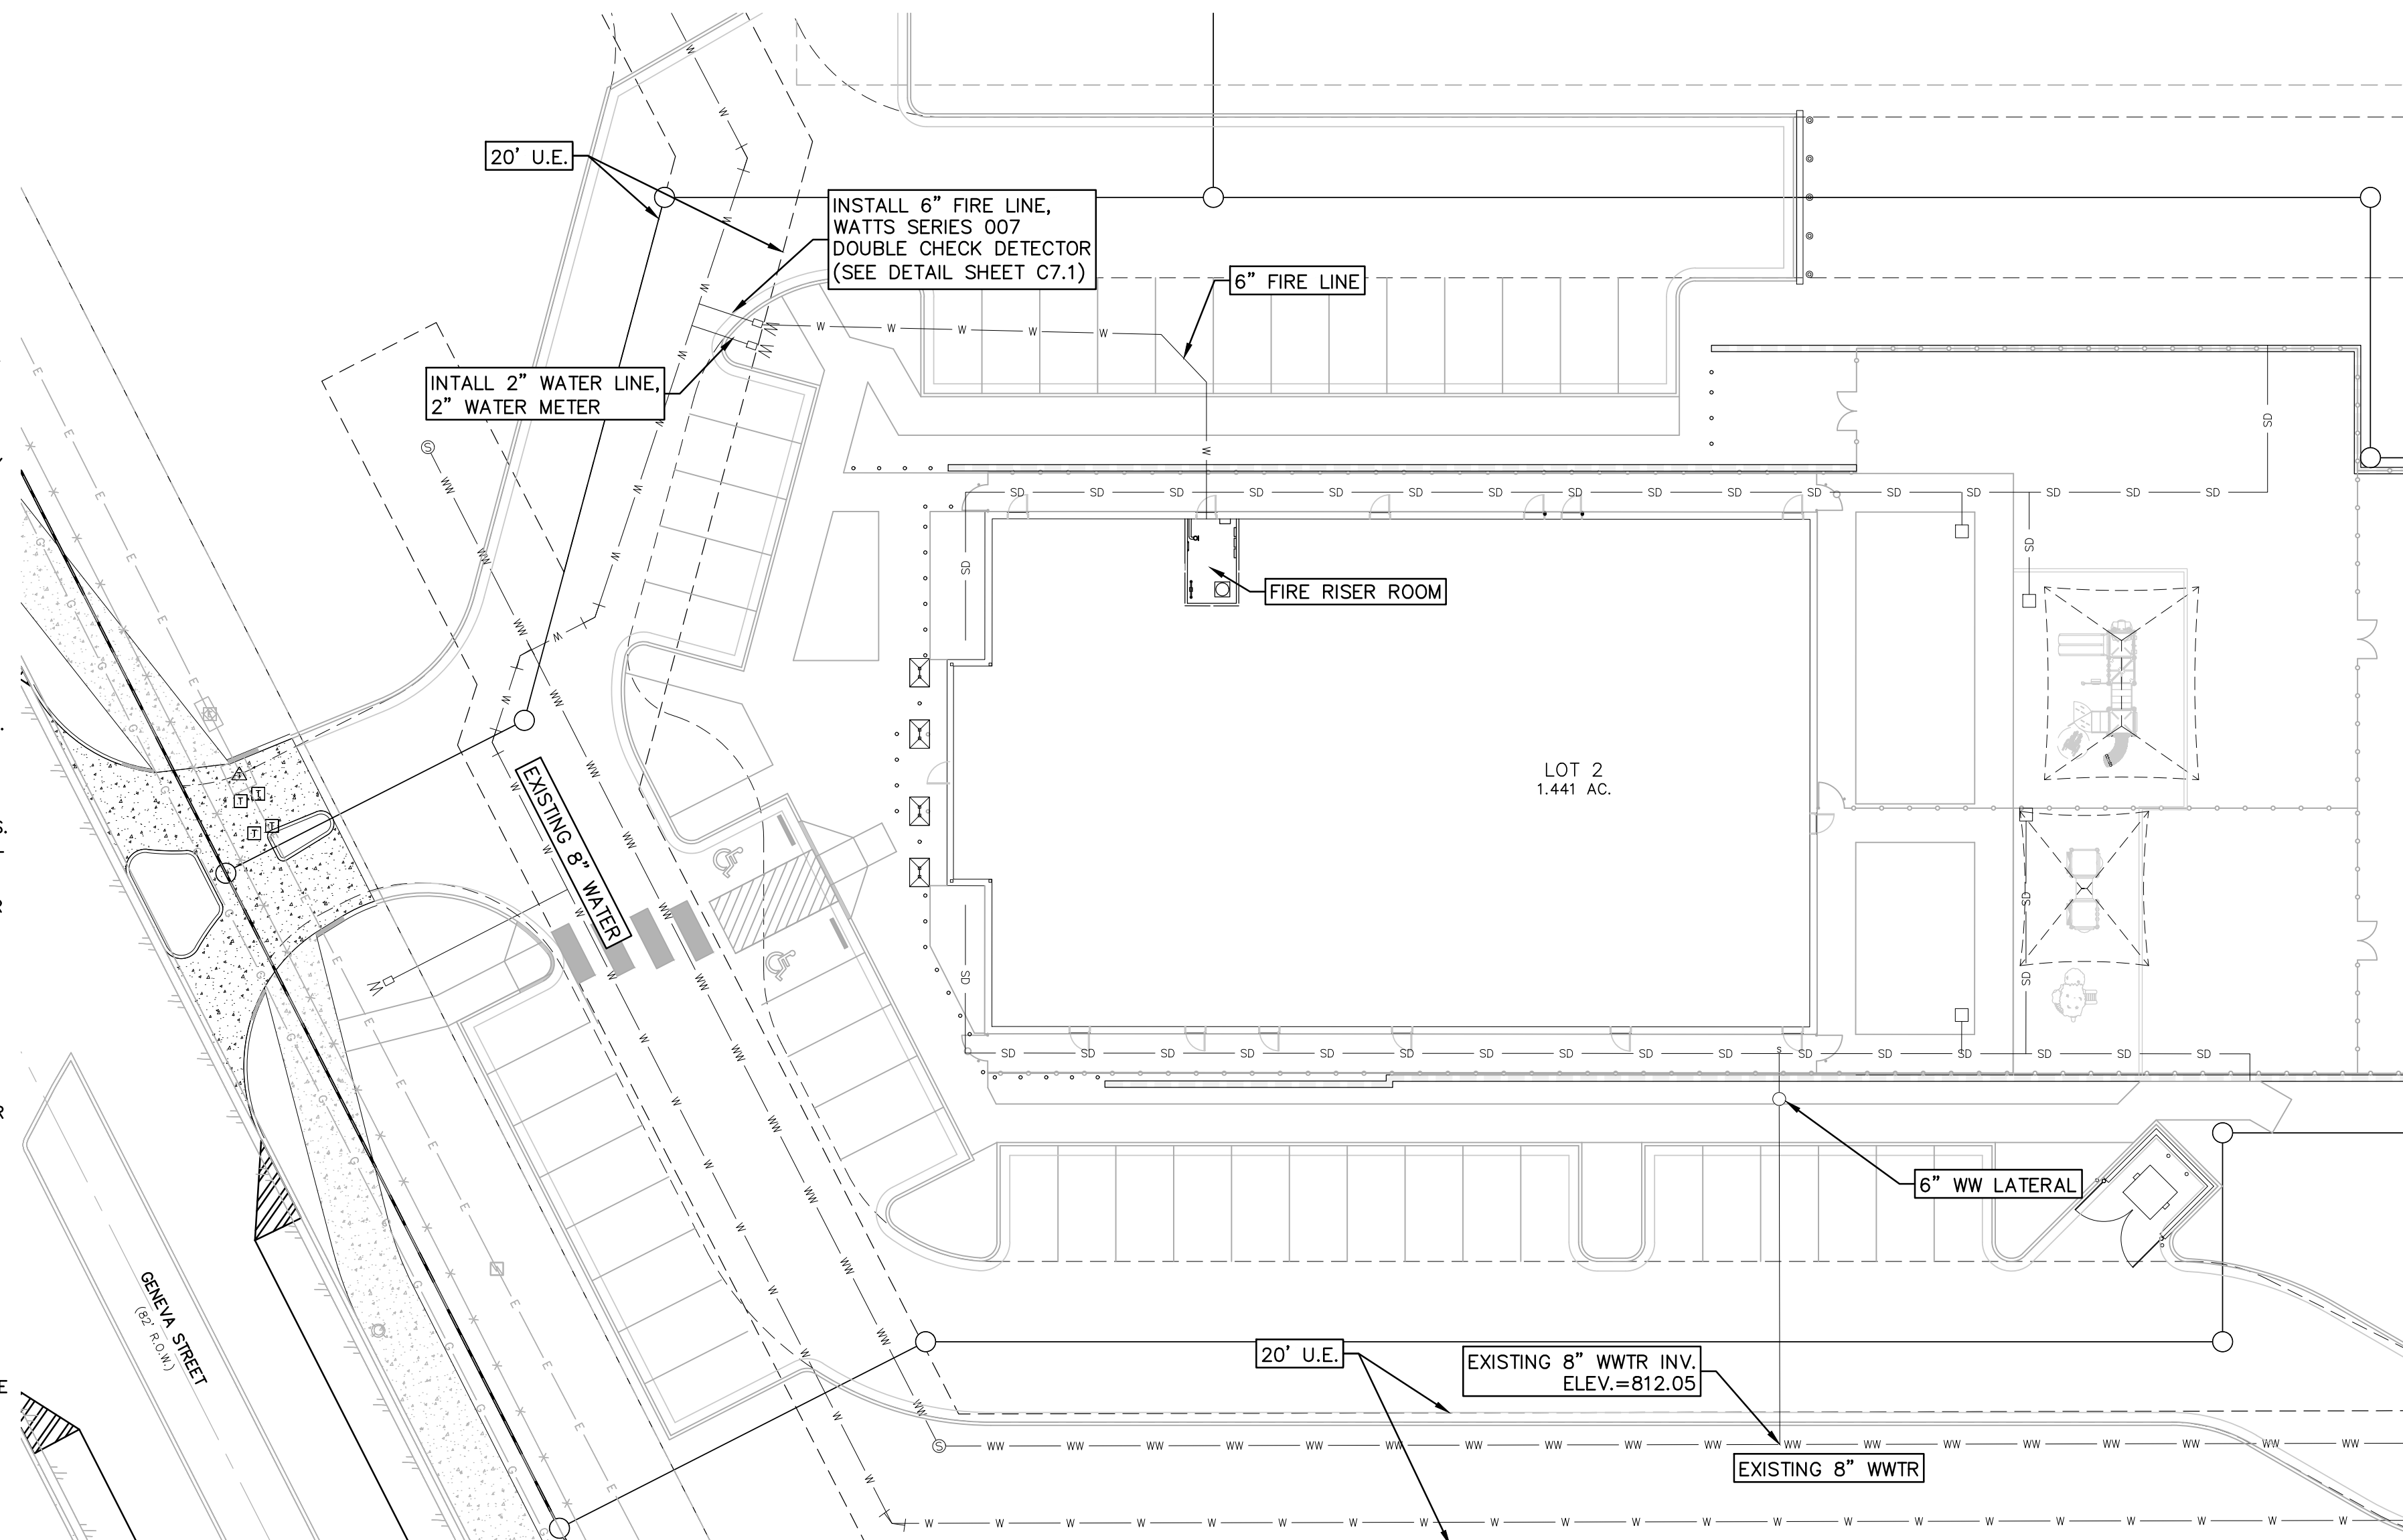 20' U.E.
INSTALL 6" FIRE LINE,
WATTS SERIES 007
DOUBLE CHECK DETECTOR
(SEE DETAIL SHEET C7.1)
6" FIRE LINE
INTALL 2" WATER LINE,
2" WATER METER
FIRE RISER ROOM
LOT 2
1.441 AC.
EXISTING 8" WATER
6" WW LATERAL
GENEVA STREET
(82' R.O.W.)
20' U.E.
EXISTING 8" WWTR INV.
ELEV.=812.05
EXISTING 8" WWTR